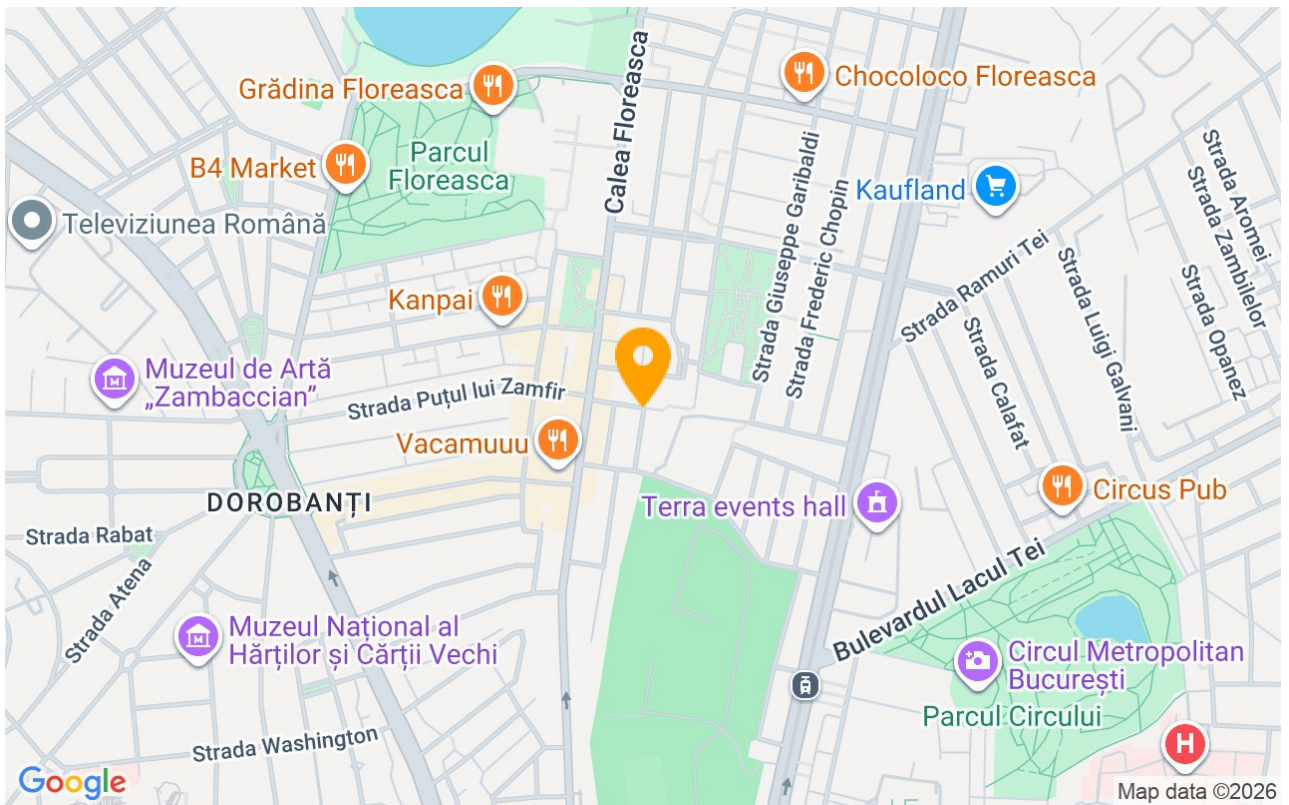 Calea Floreasca
Chocoloco Floreasca
Grădina Floreasca
Parcul
Floreasca
B4 Market
Strada Giuseppe Garibaldi
Strada Frederic Chopin
Kaufland
Strada Aromei
Strada Zambilelor
Strada Opanez
Televiziunea Română
Strada Ramuri Tei
Strada Luigi Galvani
Strada Calafat
Kanpai
Muzeul de Artă
„Zambaccian”
Strada Puțul lui Zamfir
Vacamuuu
DOROBANȚI
Terra events hall
Circus Pub
Strada Rabat
Strada Atena
Bulevardul Lacul Tei
Muzeul Național al
Hărților și Cărții Vechi
Circul Metropolitan
București
Parcul Circului
Strada Washington
H
Google
Map data ©2026